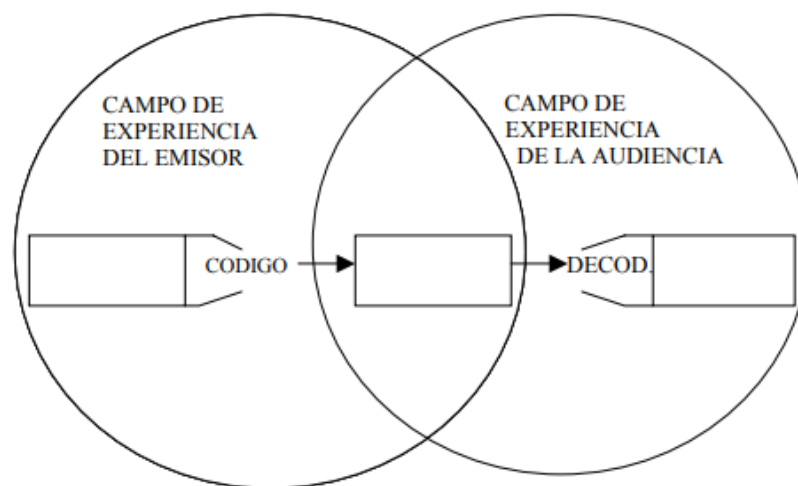 CAMPO DE
EXPERIENCIA
DEL EMISOR
CAMPO DE
EXPERIENCIA
DE LA AUDIENCIA
CODIGO
DECOD.